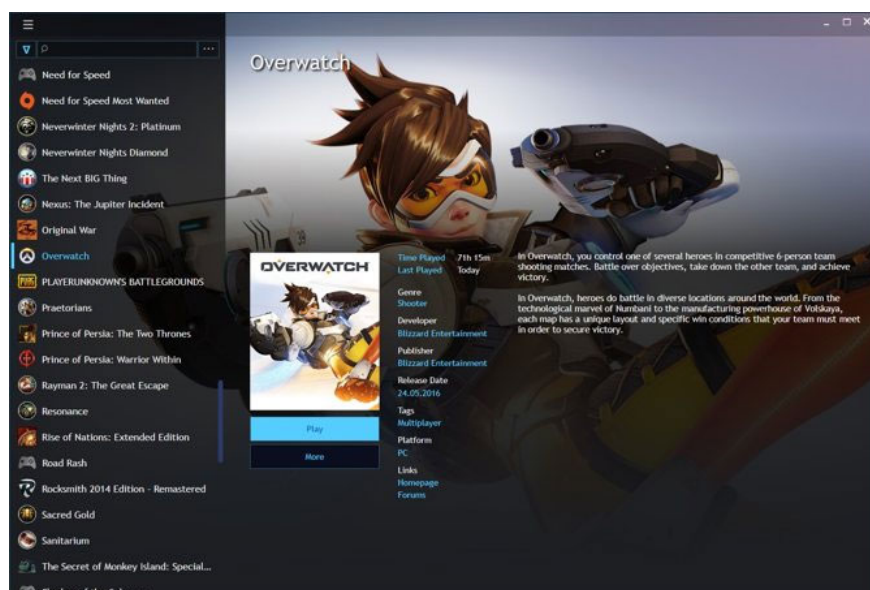 Need for Speed
Need for Speed Most Wanted
Neverwinter Nights 2: Platinum
Neverwinter Nights Diamond
The Next BIG Thing
Nexus: The Jupiter Incident
Original War
Overwatch
PLAYERUNKNOWN'S BATTLEGROUNDS
Praetorians
Prince of Persia: The Two Thrones
Prince of Persia: Warrior Within
Rayman 2: The Great Escape
Resonance
Rise of Nations: Extended Edition
Road Rash
Rocksmith 2014 Edition - Remastered
Sacred Gold
Sanitarium
The Secret of Monkey Island: Special...
Overwatch
OVERWATCH
Play
More
Time Played 71h 15m
Last Played Today
Genre
Shooter
Developer
Blizzard Entertainment
Publisher
Blizzard Entertainment
Release Date
24.05.2016
Tags
Multiplayer
Platform
PC
Links
Homepage
Forums
In Overwatch, you control one of several heroes in competitive 6-person team
shooting matches. Battle over objectives, take down the other team, and achieve
victory.
In Overwatch, heroes do battle in diverse locations around the world. From the
technological marvel of Numbani to the manufacturing powerhouse of Volskaya,
each map has a unique layout and specific win conditions that your team must meet
in order to secure victory.